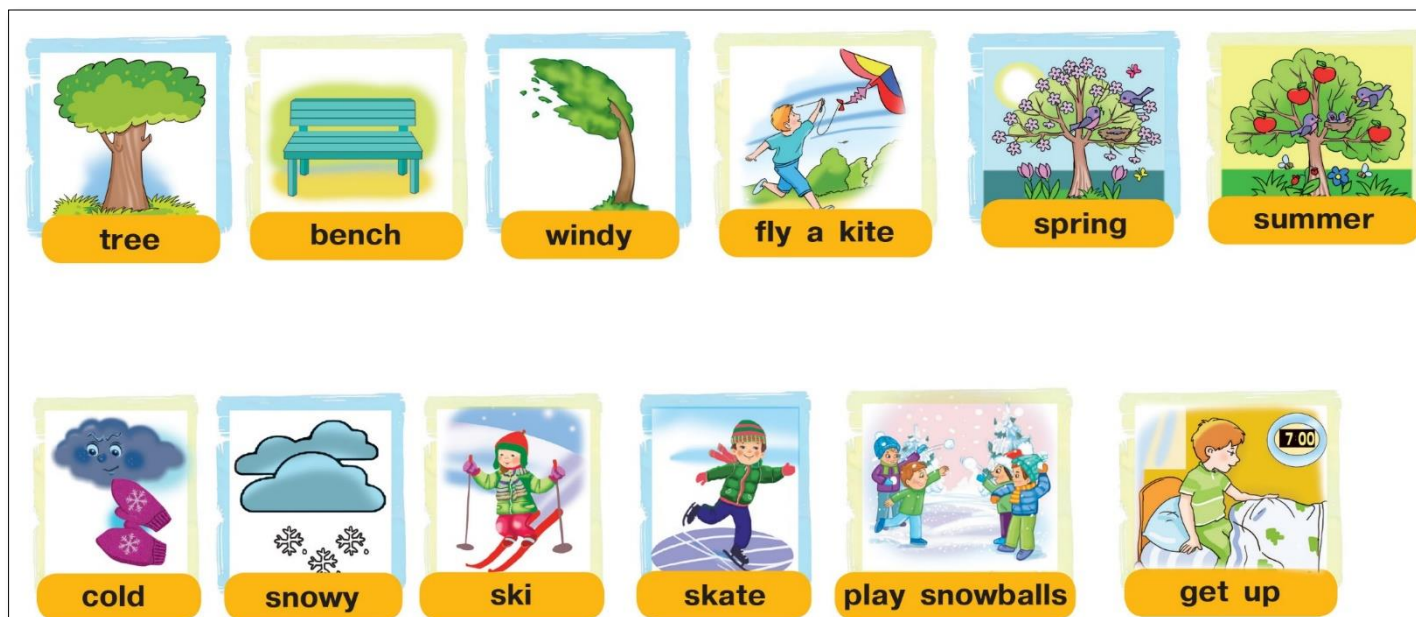 tree
bench
windy
fly a kite
spring
summer
7 00
cold
snowy
ski
skate
play snowballs
get up